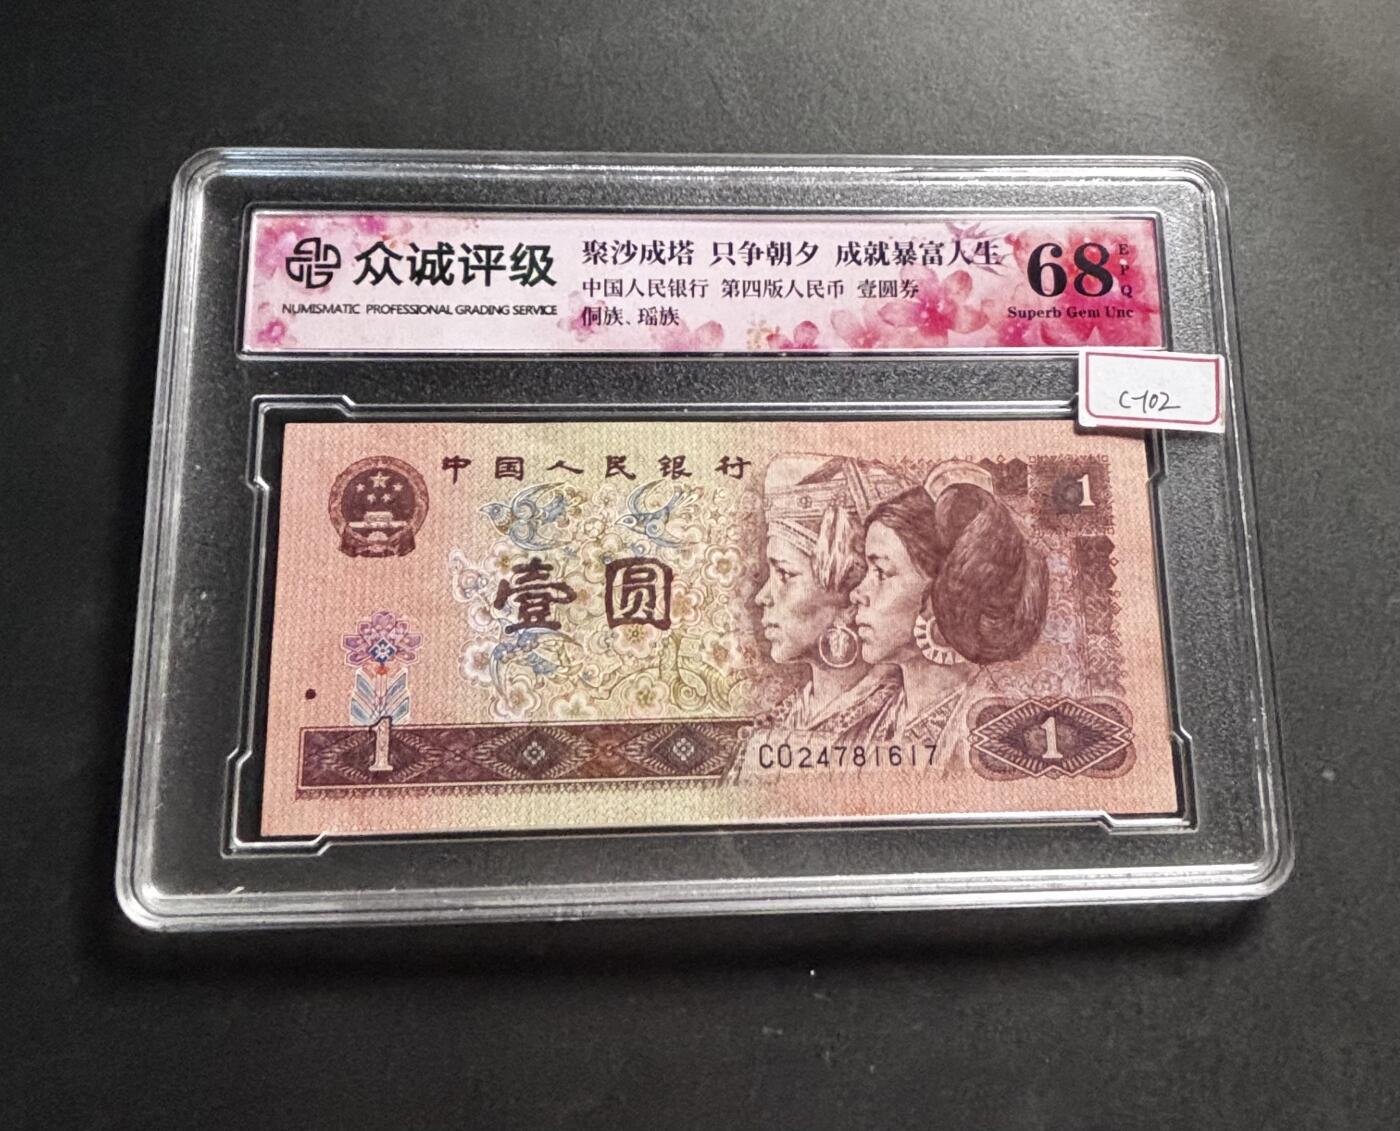 众诚评级
NUMISMATIC PROFESSIONAL GRADING SERVICE
聚沙成塔 只争朝夕 成就暴富人生
中国人民银行 第四版人民币 壹圆券
侗族、瑶族
68
EPQ
Superb Gem Unc
C-102
中国人民银行
1
壹圆
1
CO24781617
1